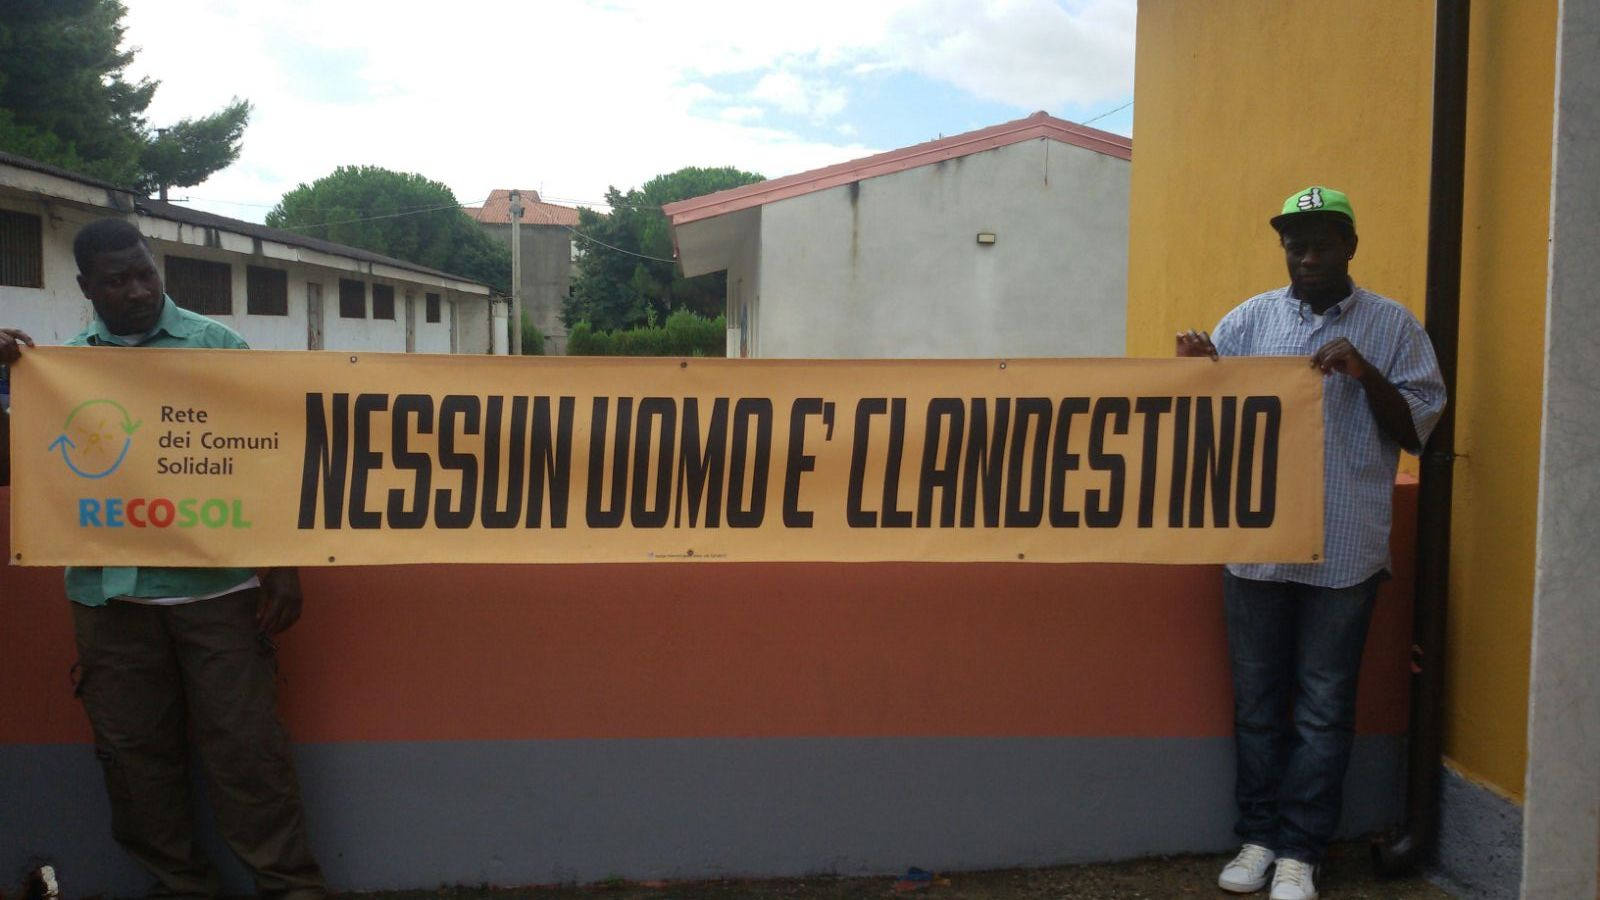 Rete
dei Comuni
Solidali
RECOSOL
NESSUN UOMO E' CLANDESTINO